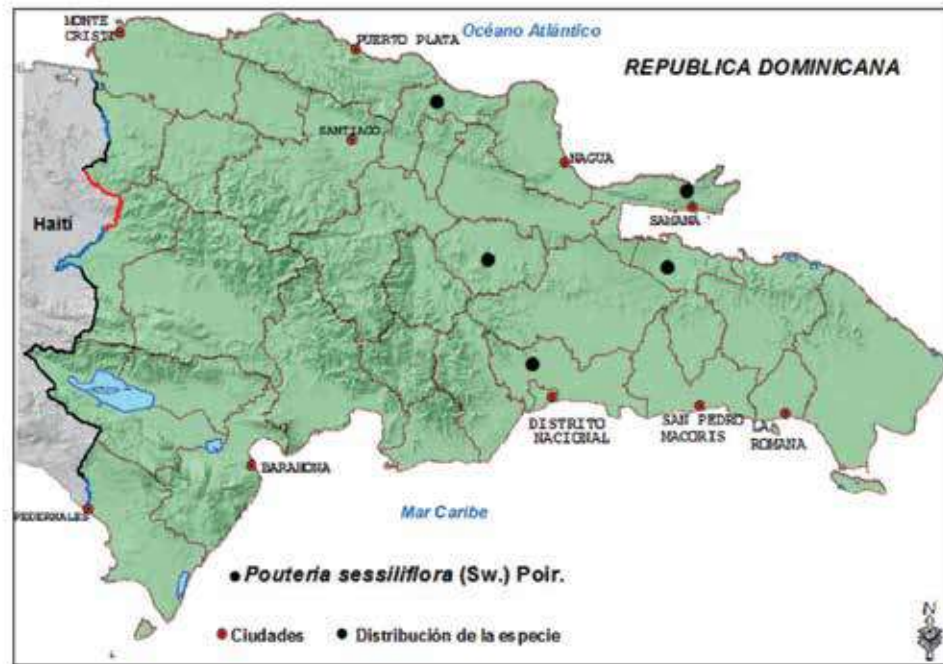 MONTE
CRISTI
PUERTO PLATA
Océano Atlántico
REPUBLICA DOMINICANA
SANTIAGO
NAGUA
SAMANA
Haití
DISTRITO
NACIONAL
SAN PEDRO
MACORIS
LA
ROMANA
BARAHONA
PEDERNALES
Mar Caribe
Pouteria sessiliflora (Sw.) Poir.
Ciudades
Distribución de la especie
N